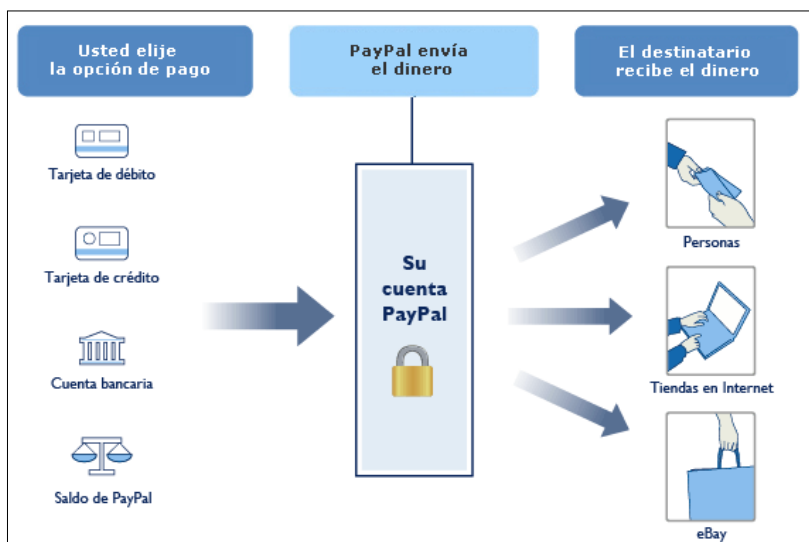 Usted elije
la opción de pago
PayPal envía
el dinero
El destinatario
recibe el dinero
Tarjeta de débito
Tarjeta de crédito
Cuenta bancaria
Saldo de PayPal
Su
cuenta
PayPal
Personas
Tiendas en Internet
eBay